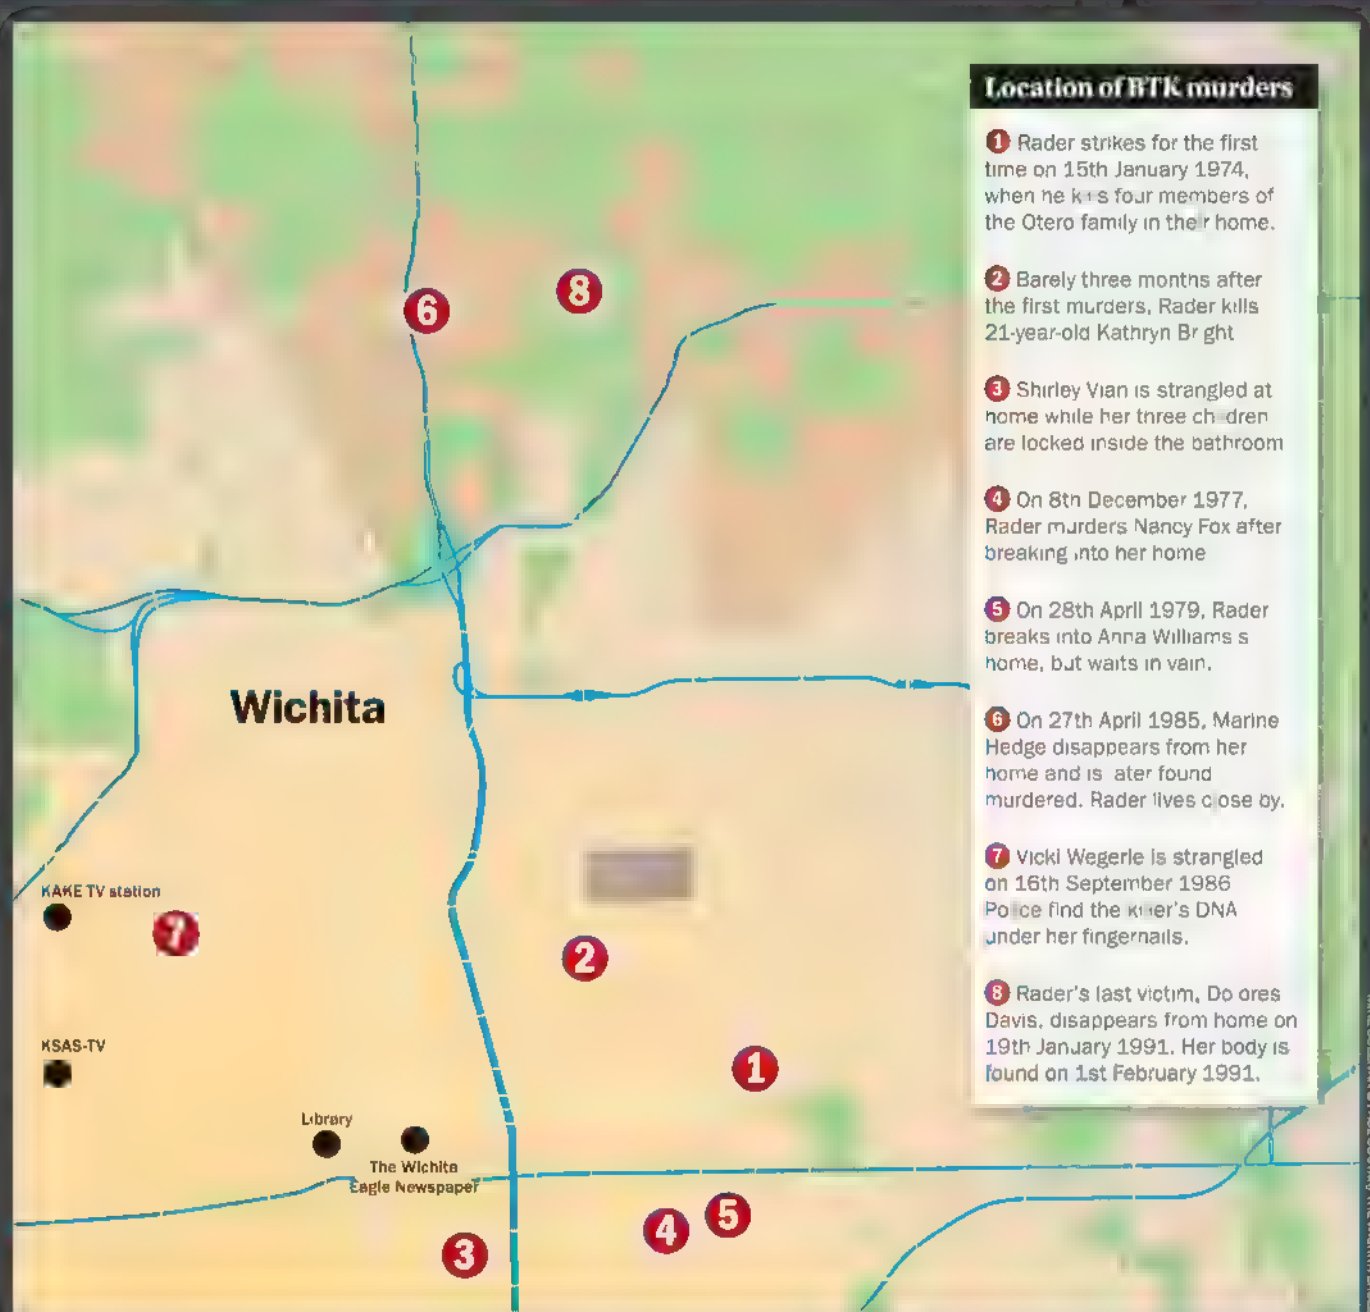 Location of BTK murders
1 Rader strikes for the first
time on 15th January 1974,
when he kills four members of
the Otero family in their home.
2 Barely three months after
the first murders, Rader kills
21-year-old Kathryn Bright
3 Shirley Vian is strangled at
home while her three children
are locked inside the bathroom
4 On 8th December 1977,
Rader murders Nancy Fox after
breaking into her home
5 On 28th April 1979, Rader
breaks into Anna Williams s
home, but waits in vain.
6 On 27th April 1985, Marine
Hedge disappears from her
home and is later found
murdered. Rader lives close by.
7 Vicki Wegerle is strangled
on 16th September 1986
Police find the killer's DNA
under her fingernails.
8 Rader's last victim, Dolores
Davis, disappears from home on
19th January 1991. Her body is
found on 1st February 1991.
6
8
Wichita
KAKE TV station
7
2
KSAS-TV
1
Library
The Wichita
Eagle Newspaper
3
4
5